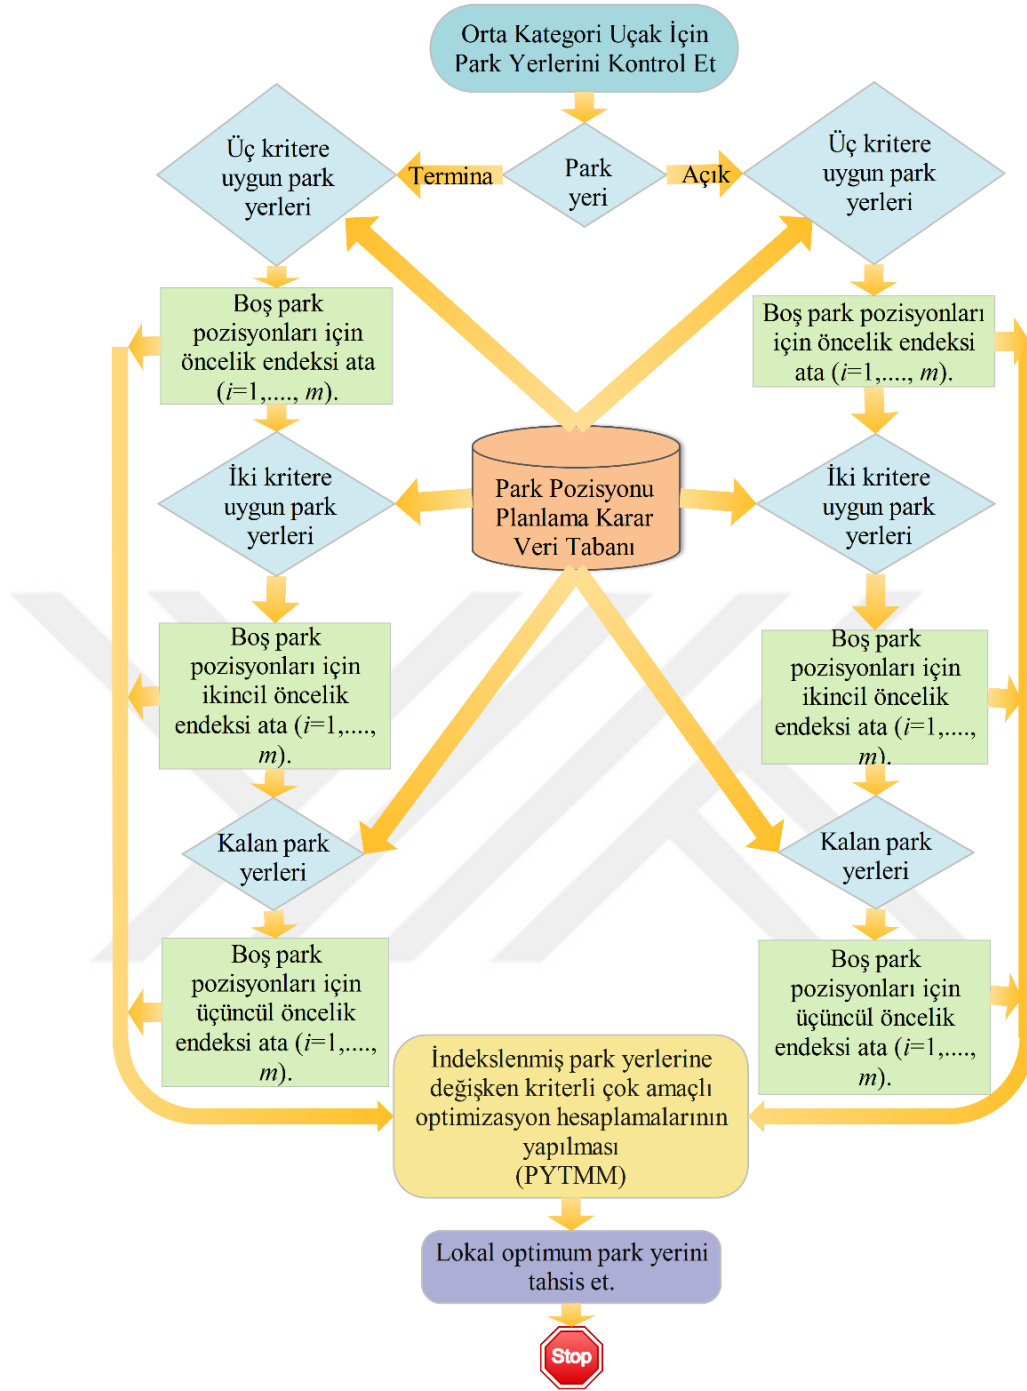 Orta Kategori Uçak İçin
Park Yerlerini Kontrol Et
Üç kritere
uygun park
yerleri
Termina
Park
yeri
Açık
Üç kritere
uygun park
yerleri
Boş park
pozisyonları için
öncelik endeksi ata
(i=1,...., m).
Boş park pozisyonları
için öncelik endeksi
ata (i=1,...., m).
İki kritere
uygun park
yerleri
Park Pozisyonu
Planlama Karar
Veri Tabanı
İki kritere
uygun park
yerleri
Boş park
pozisyonları için
ikincil öncelik
endeksi ata (i=1,....,
m).
Boş park
pozisyonları için
ikincil öncelik
endeksi ata (i=1,....,
m).
Kalan park
yerleri
Kalan park
yerleri
Boş park
pozisyonları için
üçüncül öncelik
endeksi ata (i=1,....,
m).
Boş park
pozisyonları için
üçüncül öncelik
endeksi ata (i=1,....,
m).
İndekslenmiş park yerlerine
değişken kriterli çok amaçlı
optimizasyon hesaplamalarının
yapılması
(PYTMM)
Lokal optimum park yerini
tahsis et.
Stop